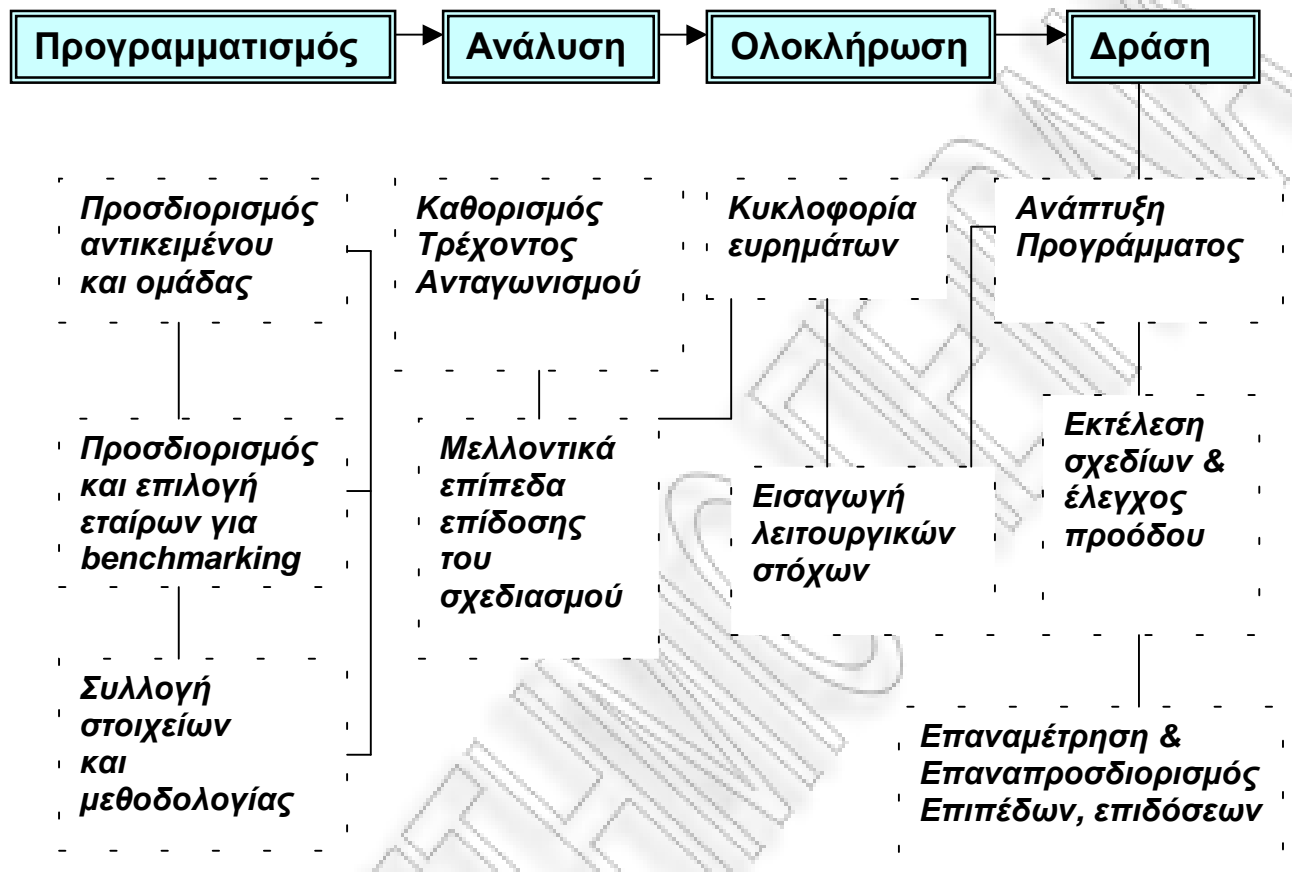 Προγραμματισμός
Ανάλυση
Ολοκλήρωση
Δράση
Προσδιορισμός
αντικειμένου
και ομάδας
Προσδιορισμός
και επιλογή
εταίρων για
benchmarking
Συλλογή
στοιχείων
και
μεθοδολογίας
Καθορισμός
Τρέχοντος
Ανταγωνισμού
Μελλοντικά
επίπεδα
επίδοσης
του
σχεδιασμού
Κυκλοφορία
ευρημάτων
Εισαγωγή
λειτουργικών
στόχων
Ανάπτυξη
Προγράμματος
Εκτέλεση
σχεδίων &
έλεγχος
προόδου
Επαναμέτρηση &
Επαναπροσδιορισμός
Επιπέδων, επιδόσεων